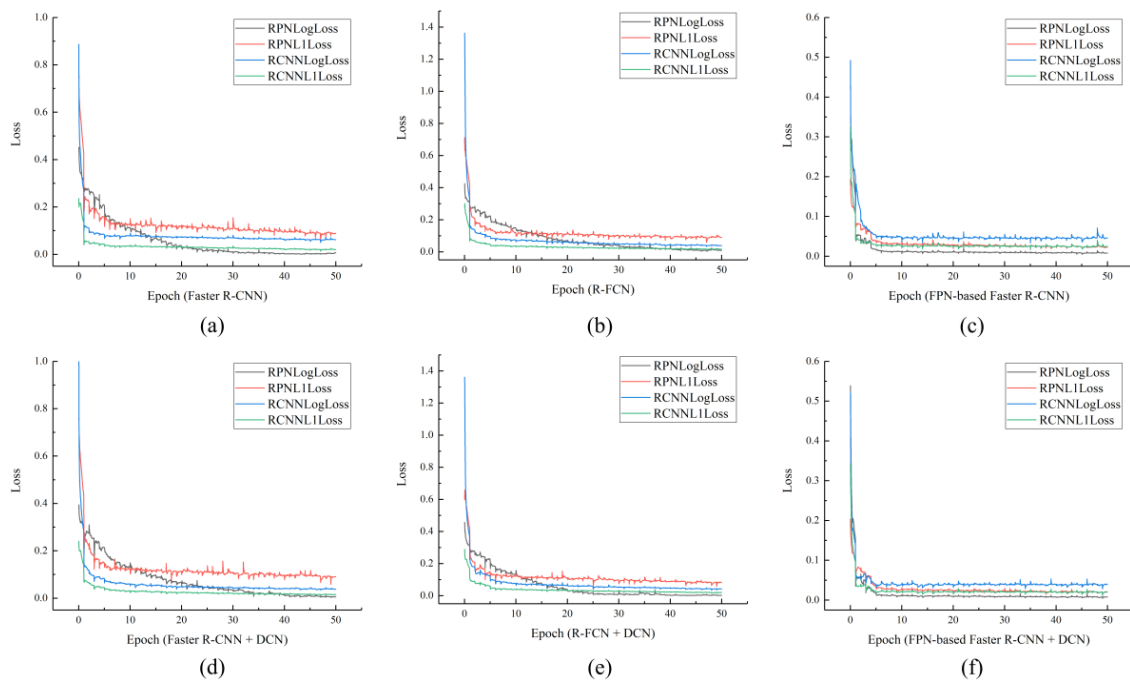 1.0
0.8
0.6
0.4
0.2
0.0
Loss
RPNLogLoss
RPNL1Loss
RCNNLogLoss
RCNNL1Loss
0
10
20
30
40
50
Epoch (Faster R-CNN)
(a)
1.4
1.2
1.0
0.8
0.6
0.4
0.2
0.0
Loss
RPNLogLoss
RPNL1Loss
RCNNLogLoss
RCNNL1Loss
0
10
20
30
40
50
Epoch (R-FCN)
(b)
0.6
0.5
0.4
0.3
0.2
0.1
0.0
Loss
RPNLogLoss
RPNL1Loss
RCNNLogLoss
RCNNL1Loss
0
10
20
30
40
50
Epoch (FPN-based Faster R-CNN)
(c)
1.0
0.8
0.6
0.4
0.2
0.0
Loss
RPNLogLoss
RPNL1Loss
RCNNLogLoss
RCNNL1Loss
0
10
20
30
40
50
Epoch (Faster R-CNN + DCN)
(d)
1.4
1.2
1.0
0.8
0.6
0.4
0.2
0.0
Loss
RPNLogLoss
RPNL1Loss
RCNNLogLoss
RCNNL1Loss
0
10
20
30
40
50
Epoch (R-FCN + DCN)
(e)
0.6
0.5
0.4
0.3
0.2
0.1
0.0
Loss
RPNLogLoss
RPNL1Loss
RCNNLogLoss
RCNNL1Loss
0
10
20
30
40
50
Epoch (FPN-based Faster R-CNN + DCN)
(f)